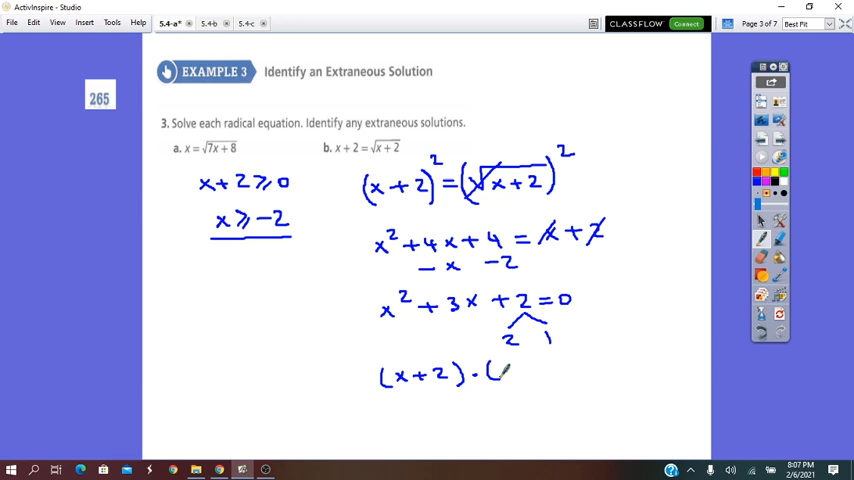 ActivInspire - Studio
File Edit View Insert Tools Help
5.4-a* 5.4-b 5.4-c
CLASSFLOW Connect
Page 3 of 7 Best Fit
265
EXAMPLE 3 Identify an Extraneous Solution
3. Solve each radical equation. Identify any extraneous solutions.
a. x = √7x + 8 b. x + 2 = √x + 2
x + 2 ⩾ 0
x ⩾ -2
(x + 2)² = (√x + 2)²
x² + 4x + 4 = x + 2
- x - 2
x² + 3x + 2 = 0
2 1
(x + 2) · (
8:07 PM
2/6/2021